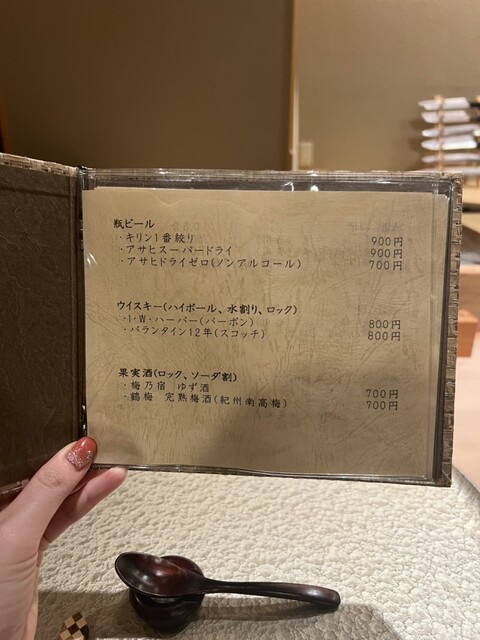 瓶ビール
・キリン1番絞り 900円
・アサヒスーパードライ 900円
・アサヒドライゼロ(ノンアルコール) 700円
ウイスキー(ハイボール、水割り、ロック)
・I・W・ハーパー(バーボン) 800円
・バランタイン12年(スコッチ) 800円
果実酒(ロック、ソーダ割)
・梅乃宿 ゆず酒 700円
・鶴梅 完熟梅酒(紀州南高梅) 700円